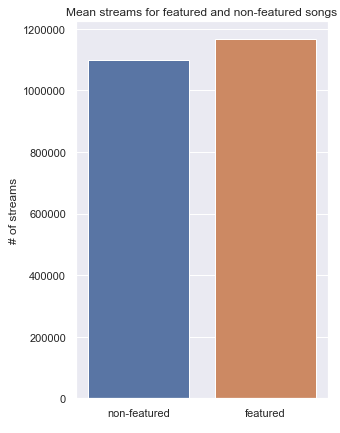 Mean streams for featured and non-featured songs
1200000
1000000
800000
600000
400000
200000
0
# of streams
non-featured
featured